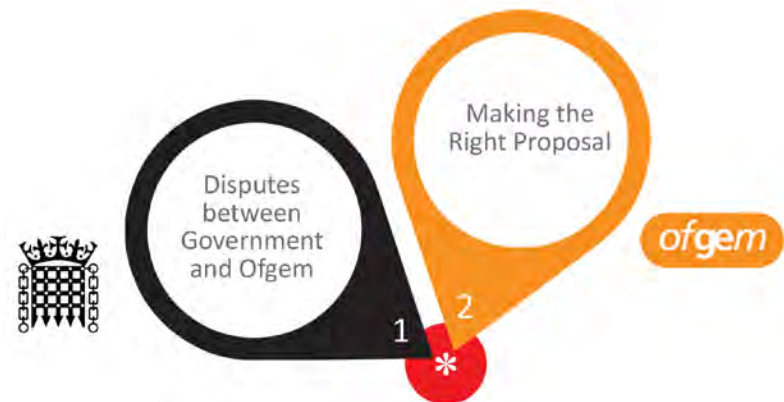 Disputes
between
Government
and Ofgem
1
Making the
Right Proposal
2
ofgem
*